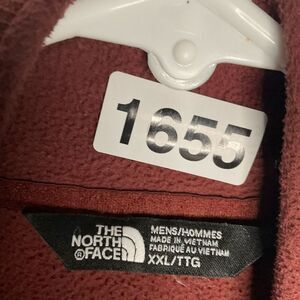 1655
THE
NORTH
FACE®
MENS/HOMMES
MADE IN VIETNAM
FABRIQUÉ AU VIETNAM
XXL/TTG